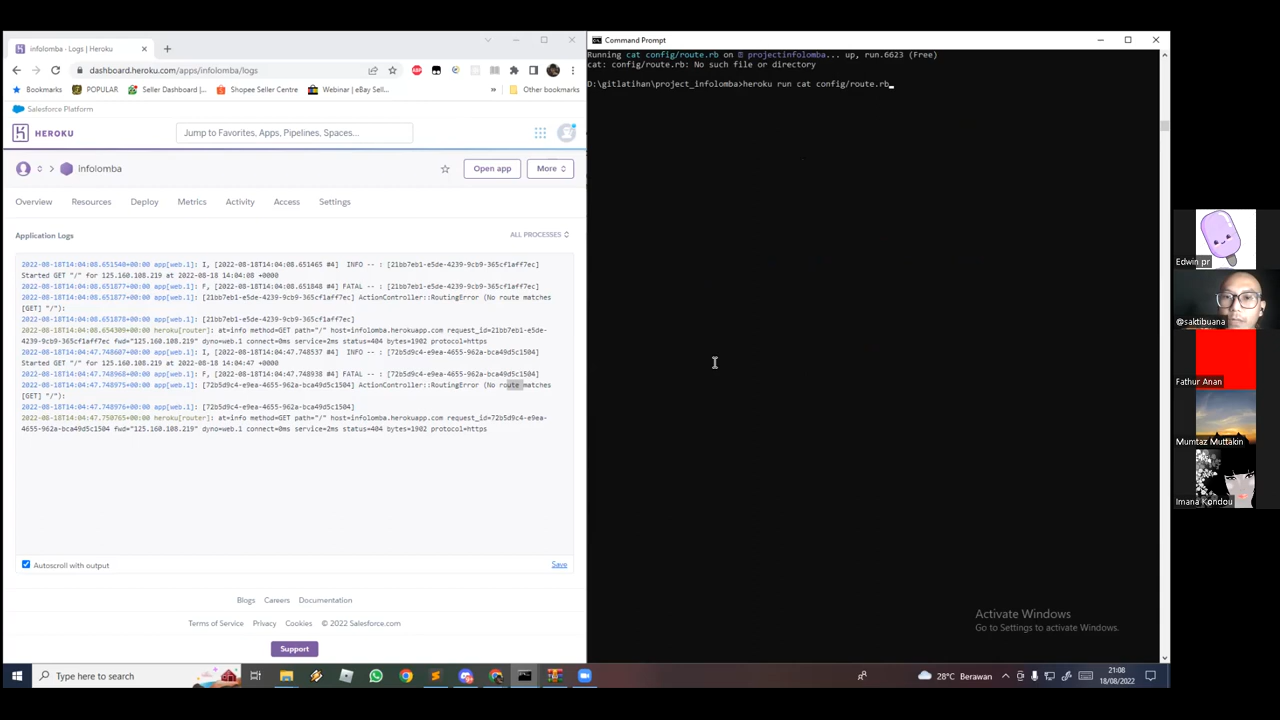 infolomba · Logs | Heroku
dashboard.heroku.com/apps/infolomba/logs
Bookmarks
POPULAR
Seller Dashboard :...
Shopee Seller Centre
Webinar | eBay Sel...
Other bookmarks
Salesforce Platform
HEROKU
Jump to Favorites, Apps, Pipelines, Spaces...
infolomba
Open app
More
Overview
Resources
Deploy
Metrics
Activity
Access
Settings
Application Logs
ALL PROCESSES
2022-08-18T14:04:08.651540+00:00 app[web.1]: I, [2022-08-18T14:04:08.651465 #4] INFO -- : [21bb7eb1-e5de-4239-9cb9-365cf1aff7ec]
Started GET "/" for 125.160.108.219 at 2022-08-18 14:04:08 +0000
2022-08-18T14:04:08.651877+00:00 app[web.1]: F, [2022-08-18T14:04:08.651848 #4] FATAL -- : [21bb7eb1-e5de-4239-9cb9-365cf1aff7ec]
2022-08-18T14:04:08.651877+00:00 app[web.1]: [21bb7eb1-e5de-4239-9cb9-365cf1aff7ec] ActionController::RoutingError (No route matches
[GET] "/"):
2022-08-18T14:04:08.651878+00:00 app[web.1]: [21bb7eb1-e5de-4239-9cb9-365cf1aff7ec]
2022-08-18T14:04:08.654309+00:00 heroku[router]: at=info method=GET path="/" host=infolomba.herokuapp.com request_id=21bb7eb1-e5de-
4239-9cb9-365cf1aff7ec fwd="125.160.108.219" dyno=web.1 connect=0ms service=2ms status=404 bytes=1902 protocol=https
2022-08-18T14:04:47.748607+00:00 app[web.1]: I, [2022-08-18T14:04:47.748537 #4] INFO -- : [72b5d9c4-e9ea-4655-962a-bca49d5c1504]
Started GET "/" for 125.160.108.219 at 2022-08-18 14:04:47 +0000
2022-08-18T14:04:47.748968+00:00 app[web.1]: F, [2022-08-18T14:04:47.748938 #4] FATAL -- : [72b5d9c4-e9ea-4655-962a-bca49d5c1504]
2022-08-18T14:04:47.748975+00:00 app[web.1]: [72b5d9c4-e9ea-4655-962a-bca49d5c1504] ActionController::RoutingError (No route matches
[GET] "/"):
2022-08-18T14:04:47.748976+00:00 app[web.1]: [72b5d9c4-e9ea-4655-962a-bca49d5c1504]
2022-08-18T14:04:47.750765+00:00 heroku[router]: at=info method=GET path="/" host=infolomba.herokuapp.com request_id=72b5d9c4-e9ea-
4655-962a-bca49d5c1504 fwd="125.160.108.219" dyno=web.1 connect=0ms service=2ms status=404 bytes=1902 protocol=https
Autoscroll with output
Save
Blogs Careers Documentation
Terms of Service Privacy Cookies © 2022 Salesforce.com
Support
Command Prompt
Running cat config/route.rb on projectinfolomba... up, run.6623 (Free)
cat: config/route.rb: No such file or directory
D:\gitlatihan\project_infolomba>heroku run cat config/route.rb
Activate Windows
Go to Settings to activate Windows.
Edwin pr
@saktibuana
Fathur Anan
Mumtaz Muttakin
Imana Kondou
Type here to search
28°C Berawan
21:08
18/08/2022